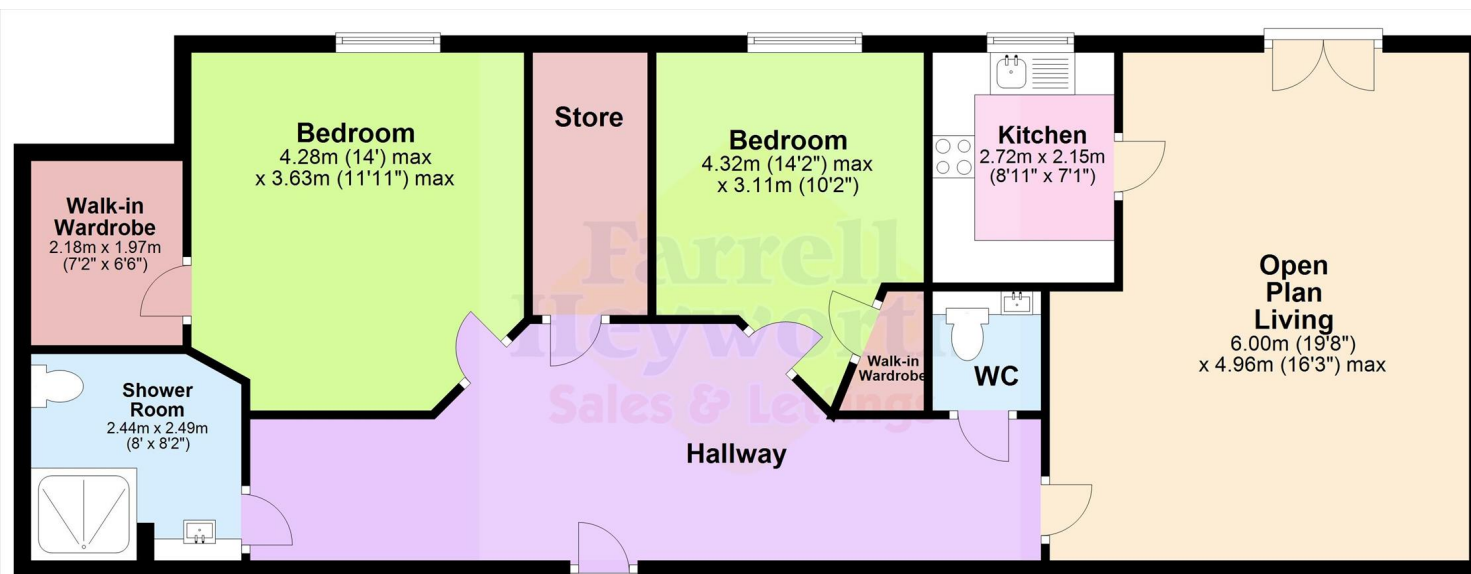 Bedroom
4.28m (14') max
x 3.63m (11'11") max
Store
Bedroom
4.32m (14'2") max
x 3.11m (10'2")
Kitchen
2.72m x 2.15m
(8'11" x 7'1")
Walk-in
Wardrobe
2.18m x 1.97m
(7'2" x 6'6")
Open
Plan
Living
6.00m (19'8")
x 4.96m (16'3") max
Shower
Room
2.44m x 2.49m
(8' x 8'2")
Walk-in
Wardrobe
WC
Hallway
Farrell
Heyworth
Sales & Lettings